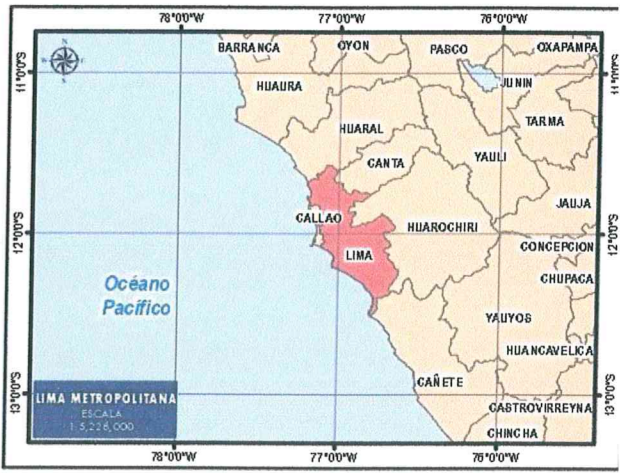 78°0'0"W 77°0'0"W 76°0'0"W
BARRANCA OYON PASCO OXAPAMPA
N
W E
S
11°0'0"S 11°0'0"S
HUAURA JUNIN
TARMA
HUARAL
CANTA YAULI
JAUJA
CALLAO HUAROCHIRI
12°0'0"S 12°0'0"S
CONCEPCION
LIMA
CHUPACA
Océano
Pacífico
YAUYOS
HUANCAVELICA
CAÑETE
LIMA METROPOLITANA
ESCALA
1:5,226,000
13°0'0"S 13°0'0"S
CASTROVIRREYNA
CHINCHA
78°0'0"W 77°0'0"W 76°0'0"W